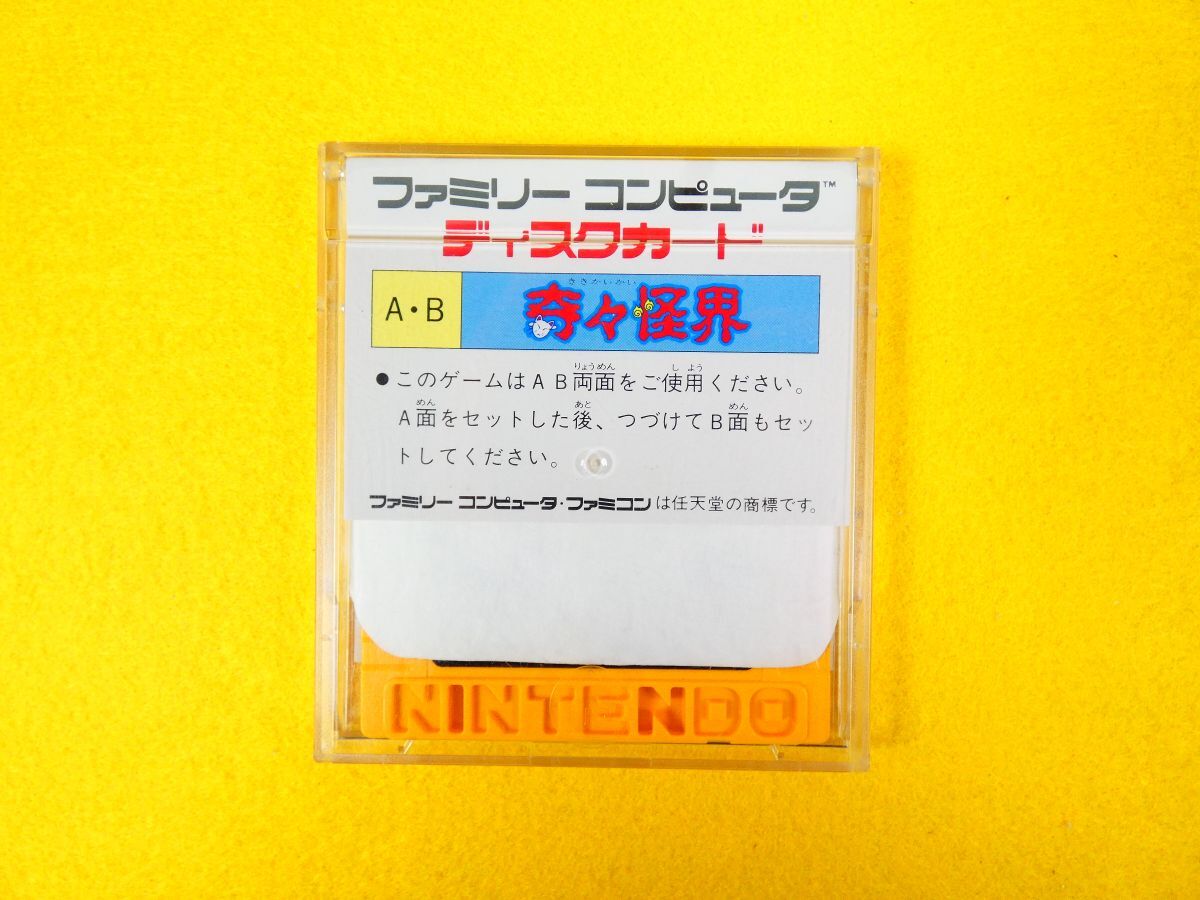 ファミリー コンピュータ™
ディスクカード
A・B
ききかいかい
奇々怪界
●このゲームはＡＢ両面をご使用ください。
りょうめん しよう
Ａ面をセットした後、つづけてＢ面もセッ
めん あと めん
トしてください。
ファミリー コンピュータ・ファミコンは任天堂の商標です。
NINTENDO